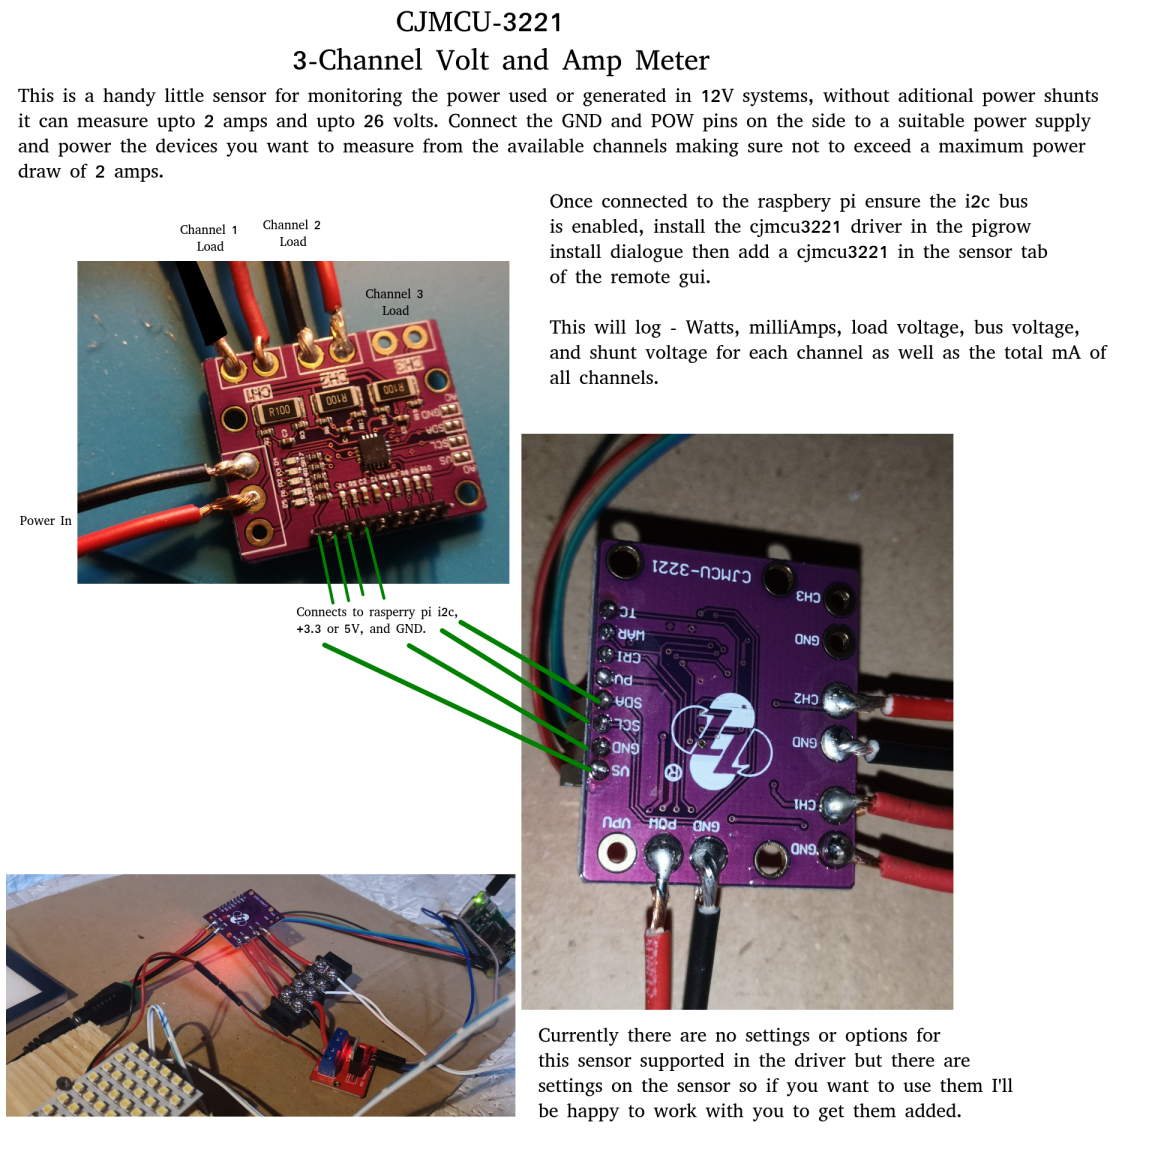 CJMCU-3221
3-Channel Volt and Amp Meter
This is a handy little sensor for monitoring the power used or generated in 12V systems, without aditional power shunts
it can measure upto 2 amps and upto 26 volts. Connect the GND and POW pins on the side to a suitable power supply
and power the devices you want to measure from the available channels making sure not to exceed a maximum power
draw of 2 amps.
Once connected to the raspbery pi ensure the i2c bus
is enabled, install the cjmcu3221 driver in the pigrow
install dialogue then add a cjmcu3221 in the sensor tab
of the remote gui.
This will log - Watts, milliAmps, load voltage, bus voltage,
and shunt voltage for each channel as well as the total mA of
all channels.
Channel 1
Load
Channel 2
Load
Channel 3
Load
CH1
CH2
CH3
R100
R100
R100
GND
SDA
SCL
VS
Power In
Connects to rasperry pi i2c,
+3.3 or 5V, and GND.
CJMCU-3221
TC
WAR
CRI
PV
SDA
SCL
GND
VS
CH3
GND
CH2
GND
CH1
GND
VPU
POW
GND
®
Currently there are no settings or options for
this sensor supported in the driver but there are
settings on the sensor so if you want to use them I'll
be happy to work with you to get them added.